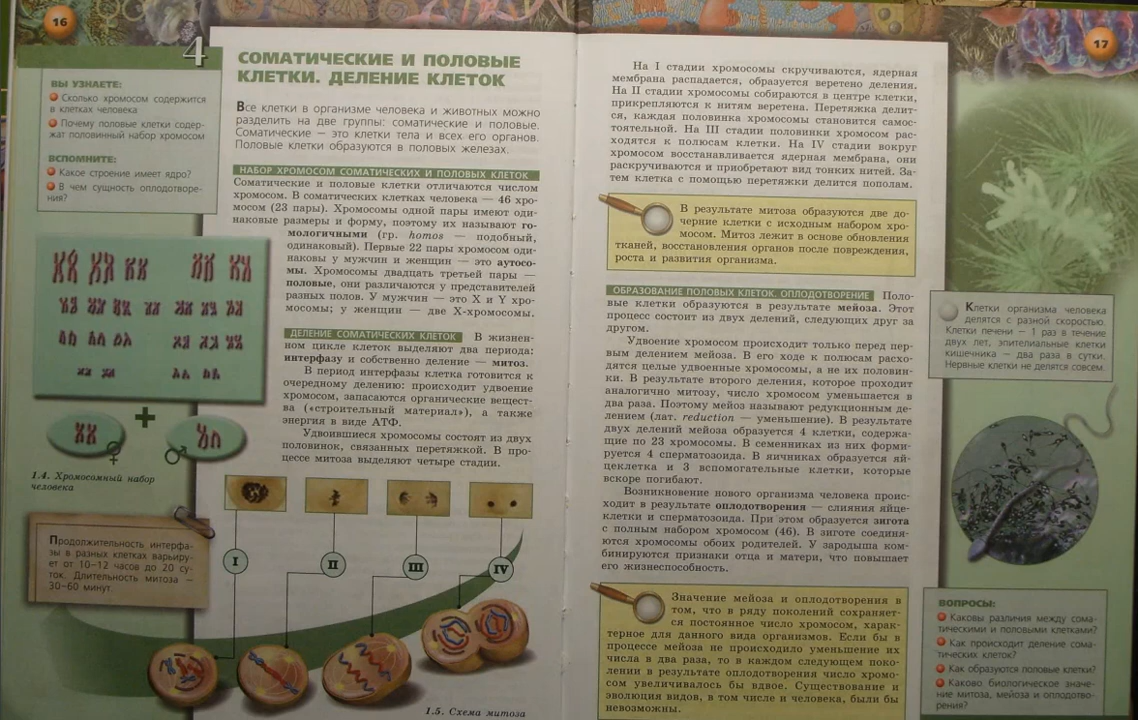 16
4
СОМАТИЧЕСКИЕ И ПОЛОВЫЕ
КЛЕТКИ. ДЕЛЕНИЕ КЛЕТОК
ВЫ УЗНАЕТЕ:
Сколько хромосом содержится
в клетках человека
Почему половые клетки содер-
жат половинный набор хромосом
ВСПОМНИТЕ:
Какое строение имеет ядро?
В чем сущность оплодотворе-
ния?
Все клетки в организме человека и животных можно
разделить на две группы: соматические и половые.
Соматические — это клетки тела и всех его органов.
Половые клетки образуются в половых железах.
НАБОР ХРОМОСОМ СОМАТИЧЕСКИХ И ПОЛОВЫХ КЛЕТОК
Соматические и половые клетки отличаются числом
хромосом. В соматических клетках человека — 46 хро-
мосом (23 пары). Хромосомы одной пары имеют оди-
наковые размеры и форму, поэтому их называют го-
мологичными (гр. homos — подобный,
одинаковый). Первые 22 пары хромосом оди-
наковы у мужчин и женщин — это аутосо-
мы. Хромосомы двадцать третьей пары —
половые, они различаются у представителей
разных полов. У мужчин — это X и Y хро-
мосомы; у женщин — две X-хромосомы.
ДЕЛЕНИЕ СОМАТИЧЕСКИХ КЛЕТОК В жизнен-
ном цикле клеток выделяют два периода:
интерфазу и собственно деление — митоз.
В период интерфазы клетка готовится к
очередному делению: происходит удвоение
хромосом, запасаются органические вещест-
ва («строительный материал»), а также
энергия в виде АТФ.
Удвоившиеся хромосомы состоят из двух
половинок, связанных перетяжкой. В про-
цессе митоза выделяют четыре стадии.
1.4. Хромосомный набор
человека
Продолжительность интерфа-
зы в разных клетках варьиру-
ет от 10–12 часов до 20 су-
ток. Длительность митоза —
30–60 минут.
I
II
III
IV
1.5. Схема митоза
17
На I стадии хромосомы скручиваются, ядерная
мембрана распадается, образуется веретено деления.
На II стадии хромосомы собираются в центре клетки,
прикрепляются к нитям веретена. Перетяжка делит-
ся, каждая половинка хромосомы становится самос-
тоятельной. На III стадии половинки хромосом рас-
ходятся к полюсам клетки. На IV стадии вокруг
хромосом восстанавливается ядерная мембрана, они
раскручиваются и приобретают вид тонких нитей. За-
тем клетка с помощью перетяжки делится пополам.
В результате митоза образуются две до-
черние клетки с исходным набором хро-
мосом. Митоз лежит в основе обновления
тканей, восстановления органов после повреждения,
роста и развития организма.
ОБРАЗОВАНИЕ ПОЛОВЫХ КЛЕТОК. ОПЛОДОТВОРЕНИЕ Поло-
вые клетки образуются в результате мейоза. Этот
процесс состоит из двух делений, следующих друг за
другом.
Удвоение хромосом происходит только перед пер-
вым делением мейоза. В его ходе к полюсам расхо-
дятся целые удвоенные хромосомы, а не их половин-
ки. В результате второго деления, которое проходит
аналогично митозу, число хромосом уменьшается в
два раза. Поэтому мейоз называют редукционным де-
лением (лат. reduction — уменьшение). В результате
двух делений мейоза образуется 4 клетки, содержа-
щие по 23 хромосомы. В семенниках из них форми-
руется 4 сперматозоида. В яичниках образуется яй-
цеклетка и 3 вспомогательные клетки, которые
вскоре погибают.
Возникновение нового организма человека проис-
ходит в результате оплодотворения — слияния яйце-
клетки и сперматозоида. При этом образуется зигота
с полным набором хромосом (46). В зиготе соединя-
ются хромосомы обоих родителей. У зародыша ком-
бинируются признаки отца и матери, что повышает
его жизнеспособность.
Значение мейоза и оплодотворения в
том, что в ряду поколений сохраняет-
ся постоянное число хромосом, харак-
терное для данного вида организмов. Если бы в
процессе мейоза не происходило уменьшение их
числа в два раза, то в каждом следующем поко-
лении в результате оплодотворения число хромо-
сом увеличивалось бы вдвое. Существование и
эволюция видов, в том числе и человека, были бы
невозможны.
Клетки организма человека
делятся с разной скоростью.
Клетки печени — 1 раз в течение
двух лет, эпителиальные клетки
кишечника — два раза в сутки.
Нервные клетки не делятся совсем.
ВОПРОСЫ:
Каковы различия между сома-
тическими и половыми клетками?
Как происходит деление сома-
тических клеток?
Как образуются половые клетки?
Каково биологическое значе-
ние митоза, мейоза и оплодотво-
рения?